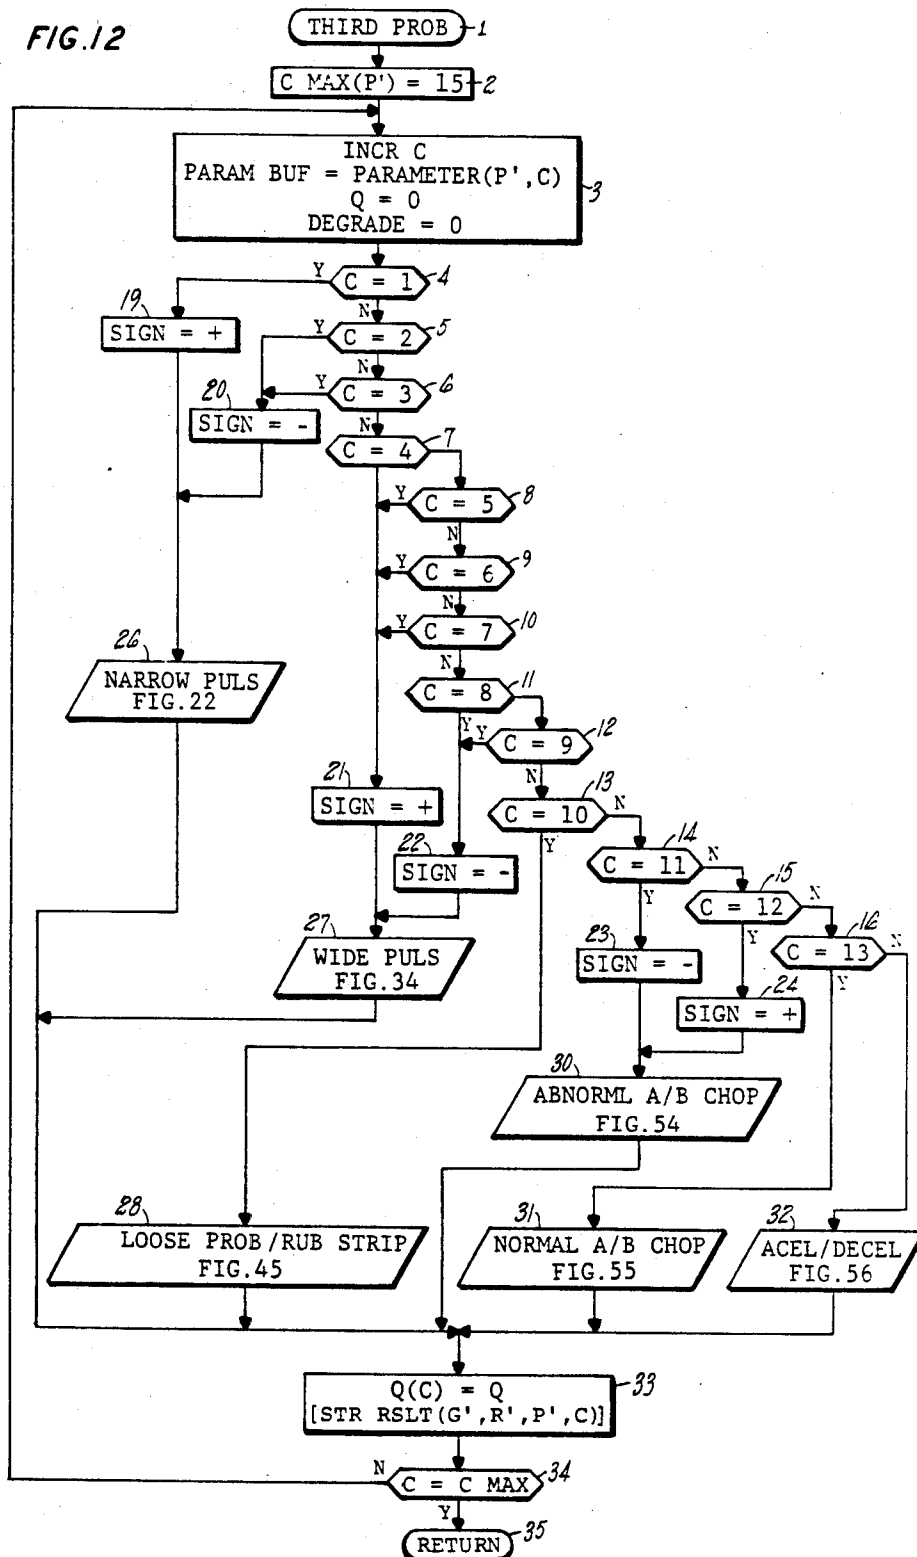 FIG.12
THIRD PROB
1
C MAX(P') = 15
2
INCR C
PARAM BUF = PARAMETER(P',C)
Q = 0
DEGRADE = 0
3
Y
C = 1
4
N
19
SIGN = +
Y
C = 2
5
N
Y
C = 3
6
20
SIGN = -
N
C = 4
7
Y
C = 5
8
N
Y
C = 6
9
N
Y
C = 7
10
N
26
NARROW PULS
FIG.22
C = 8
11
Y
Y
C = 9
12
N
21
SIGN = +
C = 10
13
N
Y
22
SIGN = -
C = 11
14
N
Y
C = 12
15
N
Y
C = 13
16
N
Y
27
WIDE PULS
FIG.34
23
SIGN = -
24
SIGN = +
30
ABNORML A/B CHOP
FIG.54
28
LOOSE PROB/RUB STRIP
FIG.45
31
NORMAL A/B CHOP
FIG.55
32
ACEL/DECEL
FIG.56
Q(C) = Q
[STR RSLT(G',R',P',C)]
33
N
C = C MAX
34
Y
RETURN
35